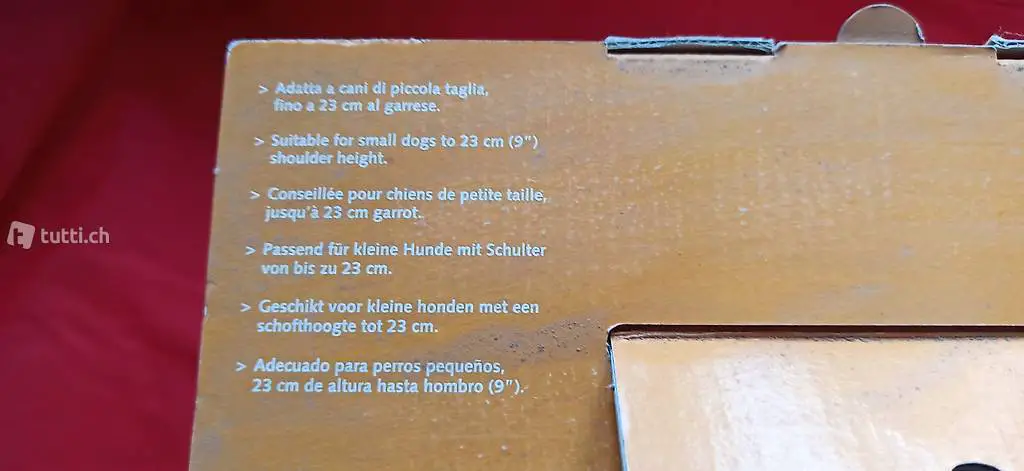 > Adatta a cani di piccola taglia,
fino a 23 cm al garrese.
> Suitable for small dogs to 23 cm (9")
shoulder height.
> Conseillée pour chiens de petite taille,
jusqu'à 23 cm garrot.
> Passend für kleine Hunde mit Schulter
von bis zu 23 cm.
> Geschikt voor kleine honden met een
schofthoogte tot 23 cm.
> Adecuado para perros pequeños,
23 cm de altura hasta hombro (9").
tutti.ch